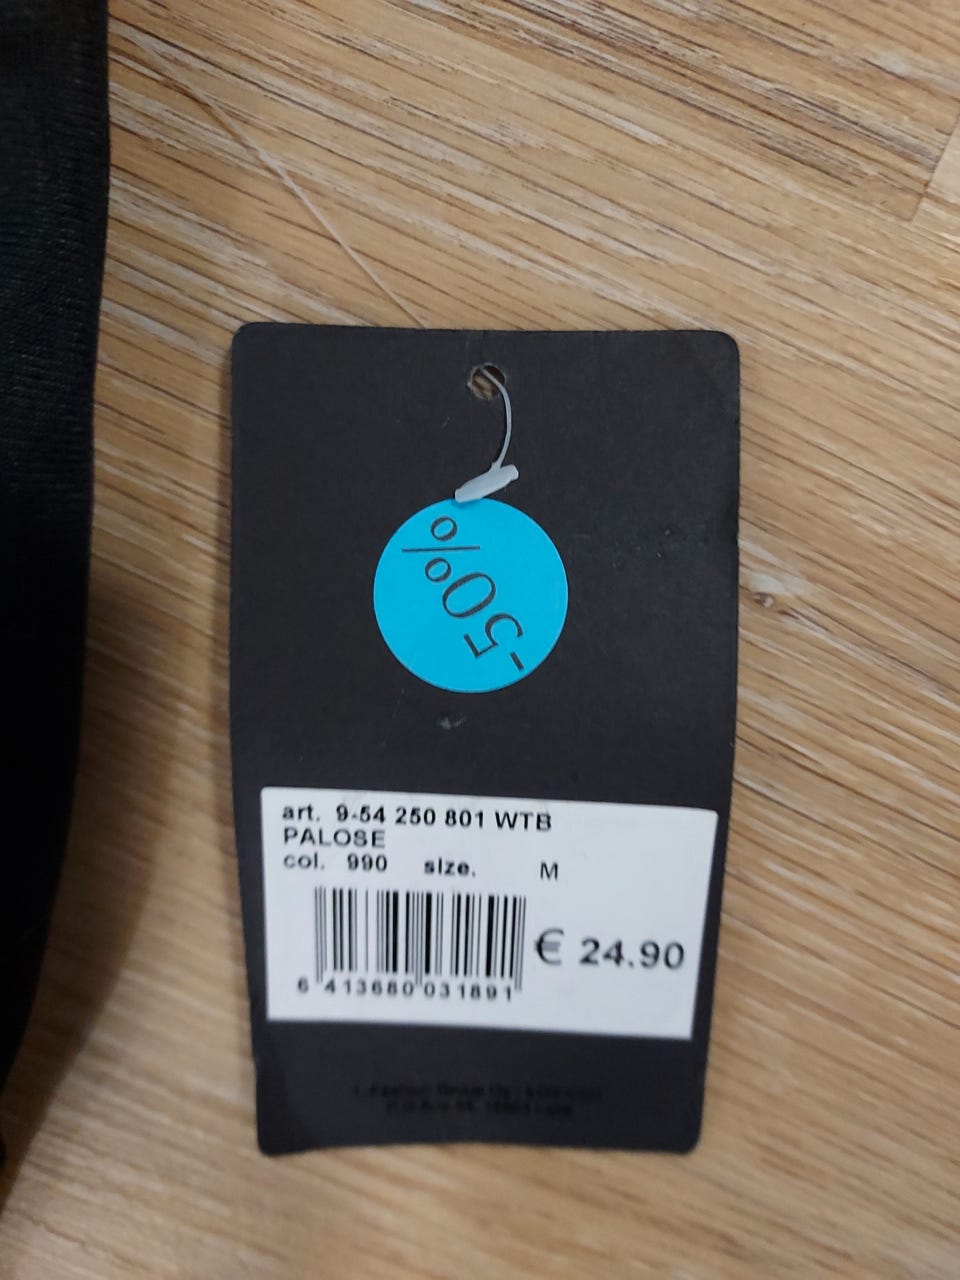 -50%
art. 9-54 250 801 WTB
PALOSE
col. 990 size. M
€ 24.90
6 413680 031891